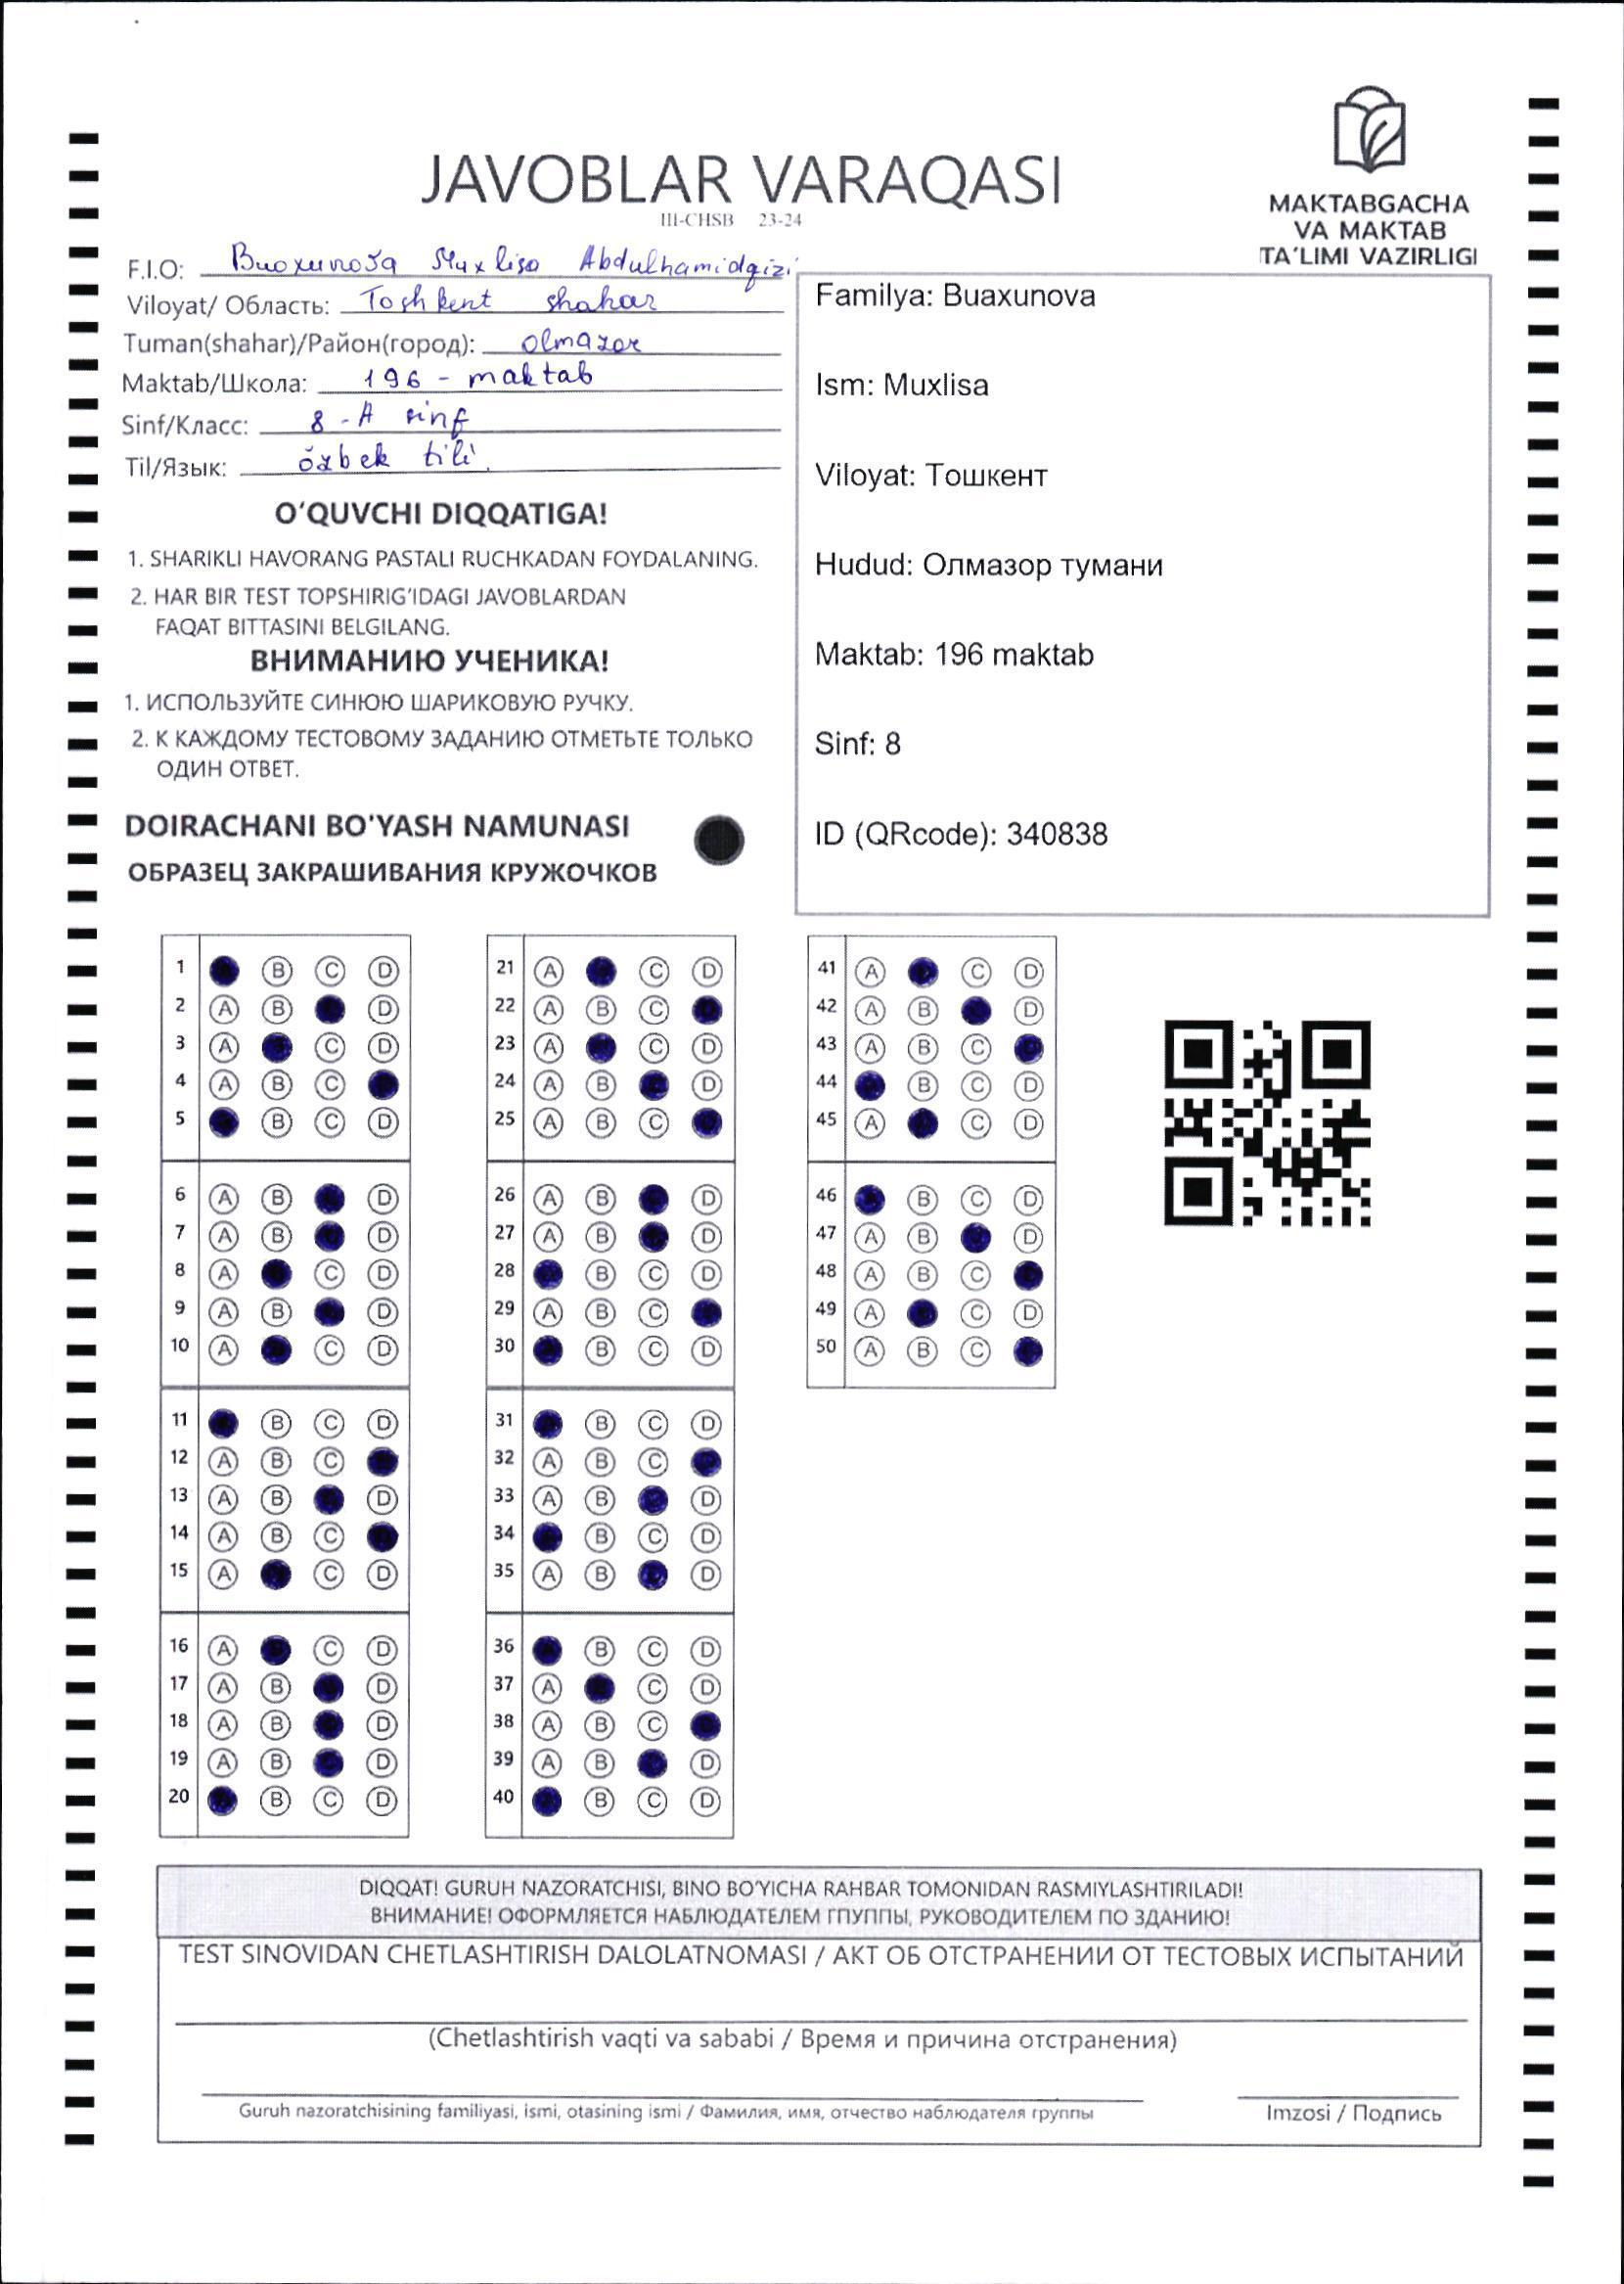 JAVOBLAR VARAQASI
III-CHSB 23-24
MAKTABGACHA
VA MAKTAB
TA'LIMI VAZIRLIGI
F.I.O: Buoxunova Muxlisa Abdulhamidqizi
Viloyat/ Область: Toshkent shahar
Tuman(shahar)/Район(город): Olmazor
Maktab/Школа: 196 - maktab
Sinf/Класс: 8 - A sinf
Til/Язык: õzbek tili.
Familya: Buaxunova
Ism: Muxlisa
Viloyat: Тошкент
Hudud: Олмазор тумани
Maktab: 196 maktab
Sinf: 8
ID (QRcode): 340838
O‘QUVCHI DIQQATIGA!
1. SHARIKLI HAVORANG PASTALI RUCHKADAN FOYDALANING.
2. HAR BIR TEST TOPSHIRIG'IDAGI JAVOBLARDAN
FAQAT BITTASINI BELGILANG.
ВНИМАНИЮ УЧЕНИКА!
1. ИСПОЛЬЗУЙТЕ СИНЮЮ ШАРИКОВУЮ РУЧКУ.
2. К КАЖДОМУ ТЕСТОВОМУ ЗАДАНИЮ ОТМЕТЬТЕ ТОЛЬКО
ОДИН ОТВЕТ.
DOIRACHANI BO'YASH NAMUNASI
ОБРАЗЕЦ ЗАКРАШИВАНИЯ КРУЖОЧКОВ
1 B C D
2 A B D
3 A C D
4 A B C
5 B C D
6 A B D
7 A B D
8 A C D
9 A B D
10 A C D
11 B C D
12 A B C
13 A B D
14 A B C
15 A C D
16 A C D
17 A B D
18 A B D
19 A B D
20 B C D
21 A C D
22 A B C
23 A C D
24 A B D
25 A B C
26 A B D
27 A B D
28 B C D
29 A B C
30 B C D
31 B C D
32 A B C
33 A B D
34 B C D
35 A B D
36 B C D
37 A C D
38 A B C
39 A B D
40 B C D
41 A C D
42 A B D
43 A B C
44 B C D
45 A C D
46 B C D
47 A B D
48 A B C
49 A C D
50 A B C
DIQQAT! GURUH NAZORATCHISI, BINO BO'YICHA RAHBAR TOMONIDAN RASMIYLASHTIRILADI!
ВНИМАНИЕ! ОФОРМЛЯЕТСЯ НАБЛЮДАТЕЛЕМ ГПУППЫ, РУКОВОДИТЕЛЕМ ПО ЗДАНИЮ!
TEST SINOVIDAN CHETLASHTIRISH DALOLATNOMASI / АКТ ОБ ОТСТРАНЕНИИ ОТ ТЕСТОВЫХ ИСПЫТАНИЙ
(Chetlashtirish vaqti va sababi / Время и причина отстранения)
Guruh nazoratchisining familiyasi, ismi, otasining ismi / Фамилия, имя, отчество наблюдателя группы
Imzosi / Подпись